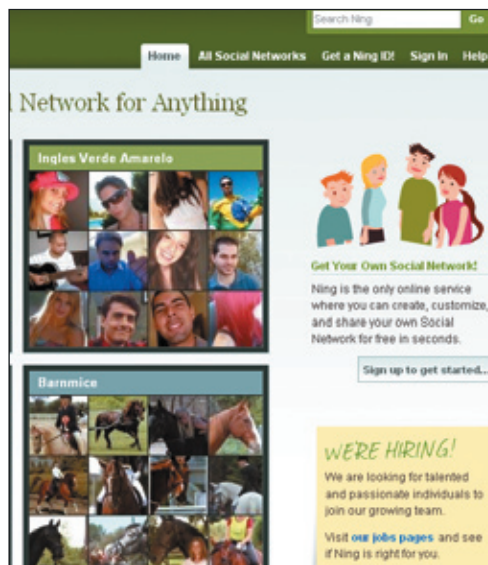 Search Ning
Go
Home
All Social Networks
Get a Ning ID!
Sign In
Help
l Network for Anything
Ingles Verde Amarelo
Get Your Own Social Network!
Ning is the only online service
where you can create, customize,
and share your own Social
Network for free in seconds.
Sign up to get started...
Barnmice
WE'RE HIRING!
We are looking for talented
and passionate individuals to
join our growing team.
Visit our jobs pages and see
if Ning is right for you.